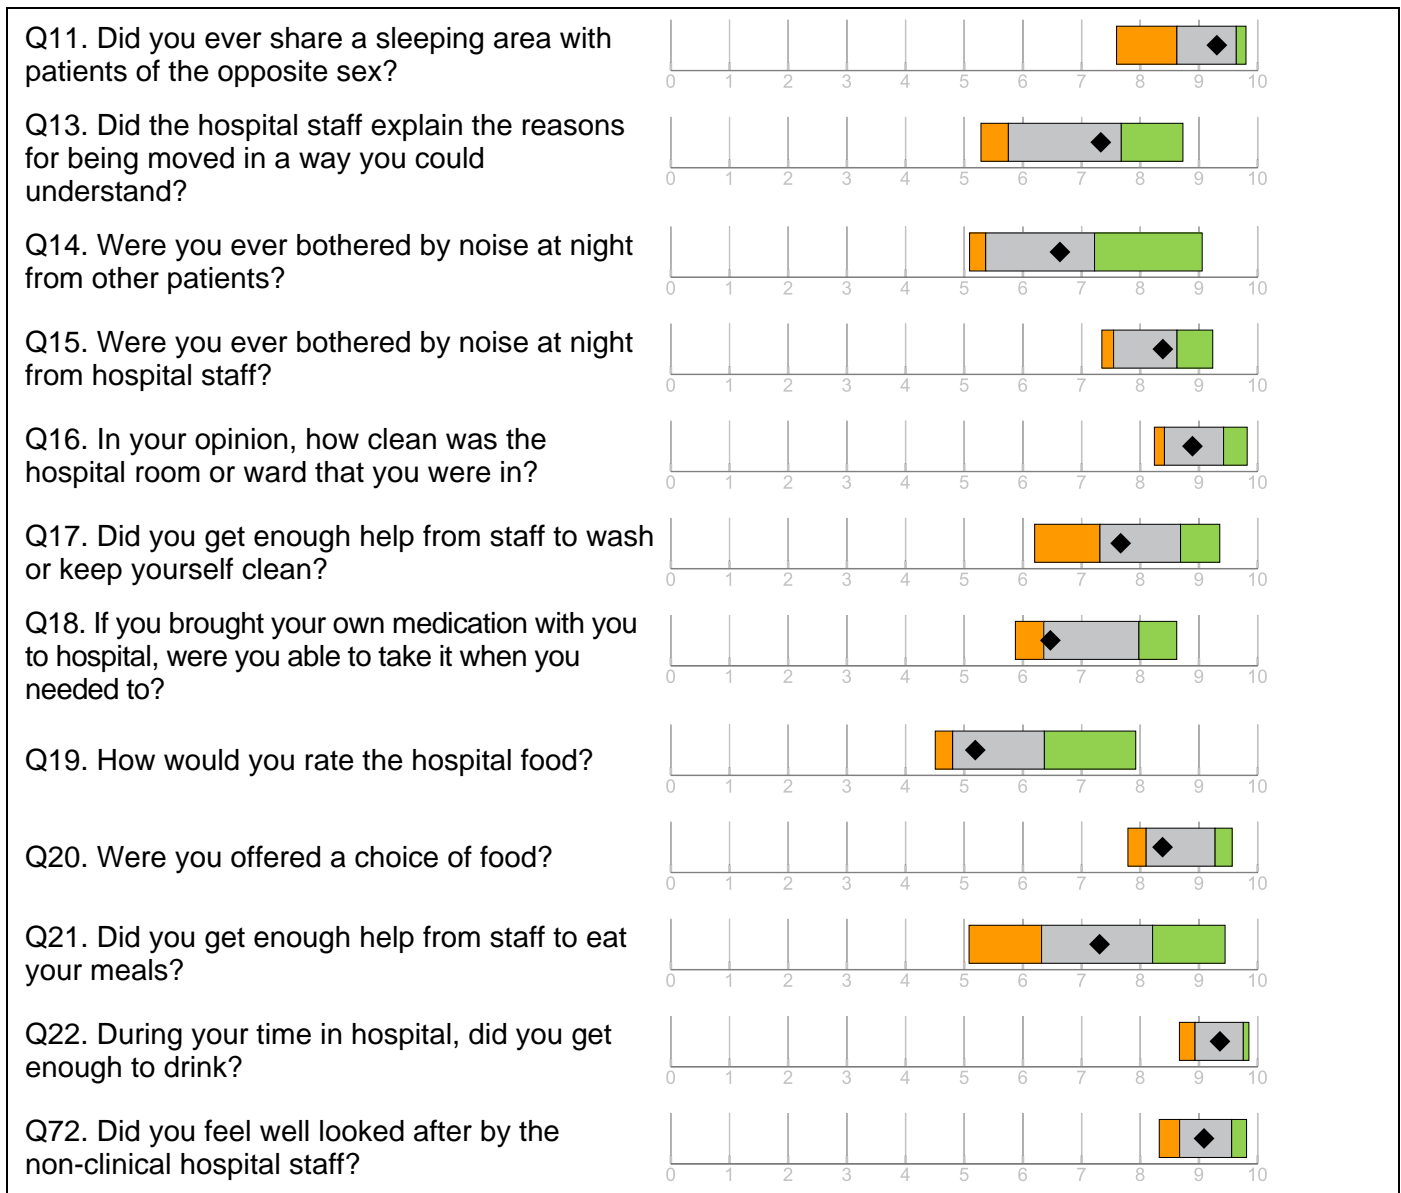 Q11. Did you ever share a sleeping area with
patients of the opposite sex?
0 1 2 3 4 5 6 7 8 9 10
Q13. Did the hospital staff explain the reasons
for being moved in a way you could
understand?
0 1 2 3 4 5 6 7 8 9 10
Q14. Were you ever bothered by noise at night
from other patients?
0 1 2 3 4 5 6 7 8 9 10
Q15. Were you ever bothered by noise at night
from hospital staff?
0 1 2 3 4 5 6 7 8 9 10
Q16. In your opinion, how clean was the
hospital room or ward that you were in?
0 1 2 3 4 5 6 7 8 9 10
Q17. Did you get enough help from staff to wash
or keep yourself clean?
0 1 2 3 4 5 6 7 8 9 10
Q18. If you brought your own medication with you
to hospital, were you able to take it when you
needed to?
0 1 2 3 4 5 6 7 8 9 10
Q19. How would you rate the hospital food?
0 1 2 3 4 5 6 7 8 9 10
Q20. Were you offered a choice of food?
0 1 2 3 4 5 6 7 8 9 10
Q21. Did you get enough help from staff to eat
your meals?
0 1 2 3 4 5 6 7 8 9 10
Q22. During your time in hospital, did you get
enough to drink?
0 1 2 3 4 5 6 7 8 9 10
Q72. Did you feel well looked after by the
non-clinical hospital staff?
0 1 2 3 4 5 6 7 8 9 10